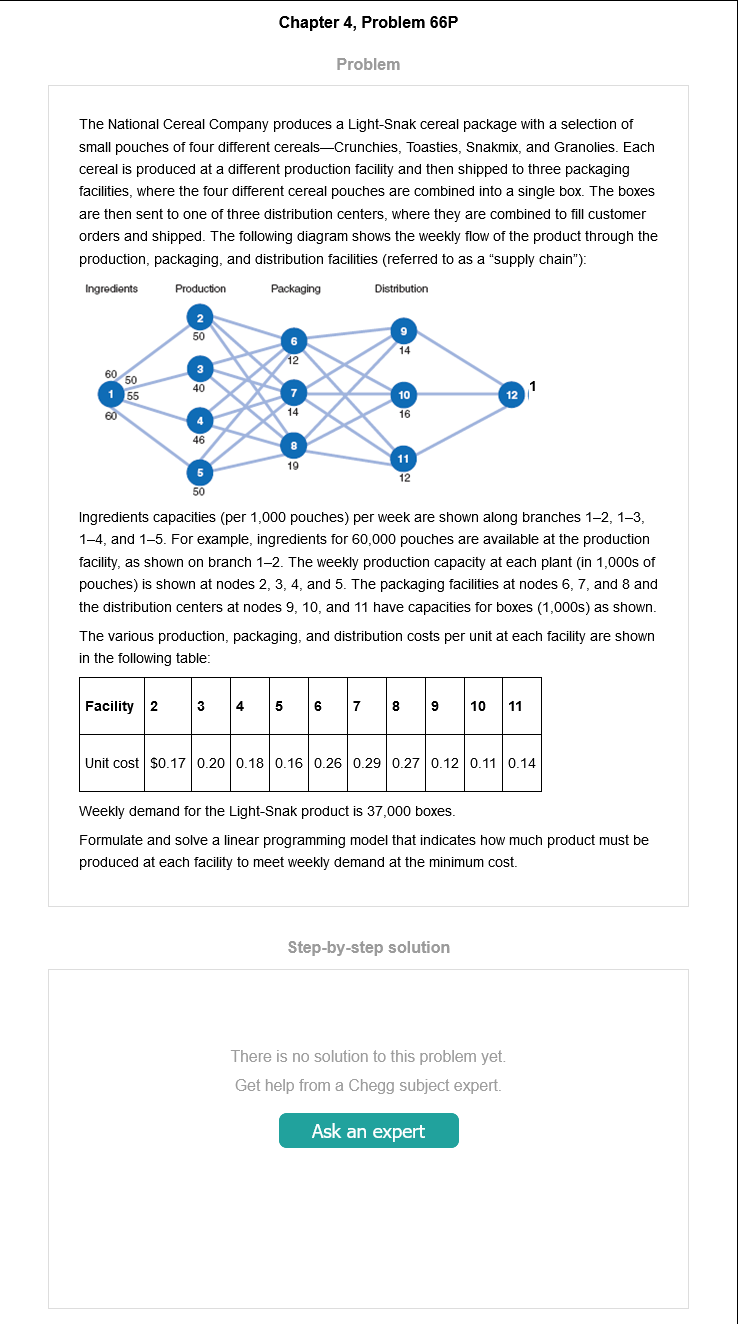 Chapter 4, Problem 66P
Problem
The National Cereal Company produces a Light-Snak cereal package with a selection of
small pouches of four different cereals—Crunchies, Toasties, Snakmix, and Granolies. Each
cereal is produced at a different production facility and then shipped to three packaging
facilities, where the four different cereal pouches are combined into a single box. The boxes
are then sent to one of three distribution centers, where they are combined to fill customer
orders and shipped. The following diagram shows the weekly flow of the product through the
production, packaging, and distribution facilities (referred to as a “supply chain”):
Ingredients Production Packaging Distribution
2
50
9
14
6
12
3
40
60
50
1
55
60
7
14
10
16
12
1
4
46
8
19
11
12
5
50
Ingredients capacities (per 1,000 pouches) per week are shown along branches 1–2, 1–3,
1–4, and 1–5. For example, ingredients for 60,000 pouches are available at the production
facility, as shown on branch 1–2. The weekly production capacity at each plant (in 1,000s of
pouches) is shown at nodes 2, 3, 4, and 5. The packaging facilities at nodes 6, 7, and 8 and
the distribution centers at nodes 9, 10, and 11 have capacities for boxes (1,000s) as shown.
The various production, packaging, and distribution costs per unit at each facility are shown
in the following table:
Facility 2 3 4 5 6 7 8 9 10 11
Unit cost $0.17 0.20 0.18 0.16 0.26 0.29 0.27 0.12 0.11 0.14
Weekly demand for the Light-Snak product is 37,000 boxes.
Formulate and solve a linear programming model that indicates how much product must be
produced at each facility to meet weekly demand at the minimum cost.
Step-by-step solution
There is no solution to this problem yet.
Get help from a Chegg subject expert.
Ask an expert